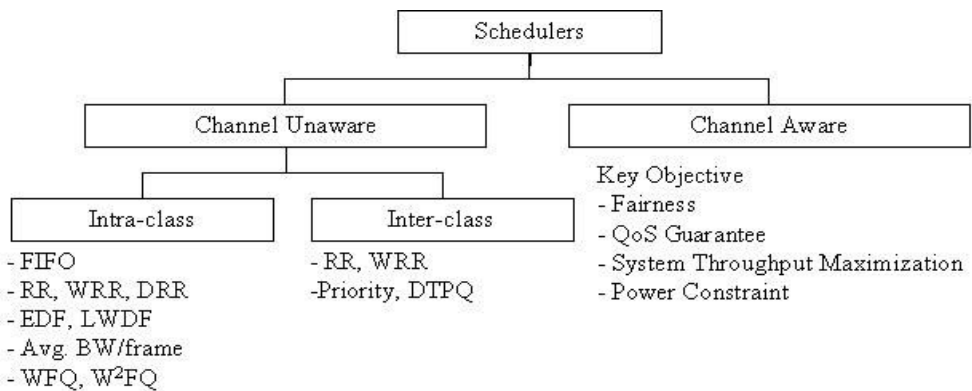 Schedulers
Channel Unaware
Channel Aware
Intra-class
Inter-class
- FIFO
- RR, WRR, DRR
- EDF, LWDF
- Avg. BW/frame
- WFQ, W²FQ
- RR, WRR
-Priority, DTPQ
Key Objective
- Fairness
- QoS Guarantee
- System Throughput Maximization
- Power Constraint